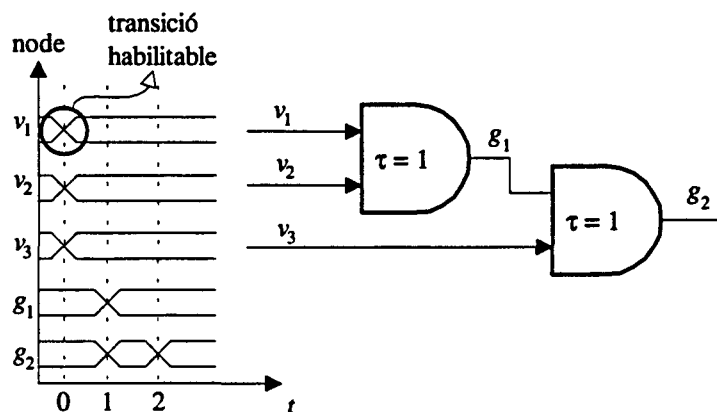 transició
habilitable
node
v1
v2
v3
g1
g2
0 1 2 t
v1
v2
v3
τ = 1
g1
τ = 1
g2